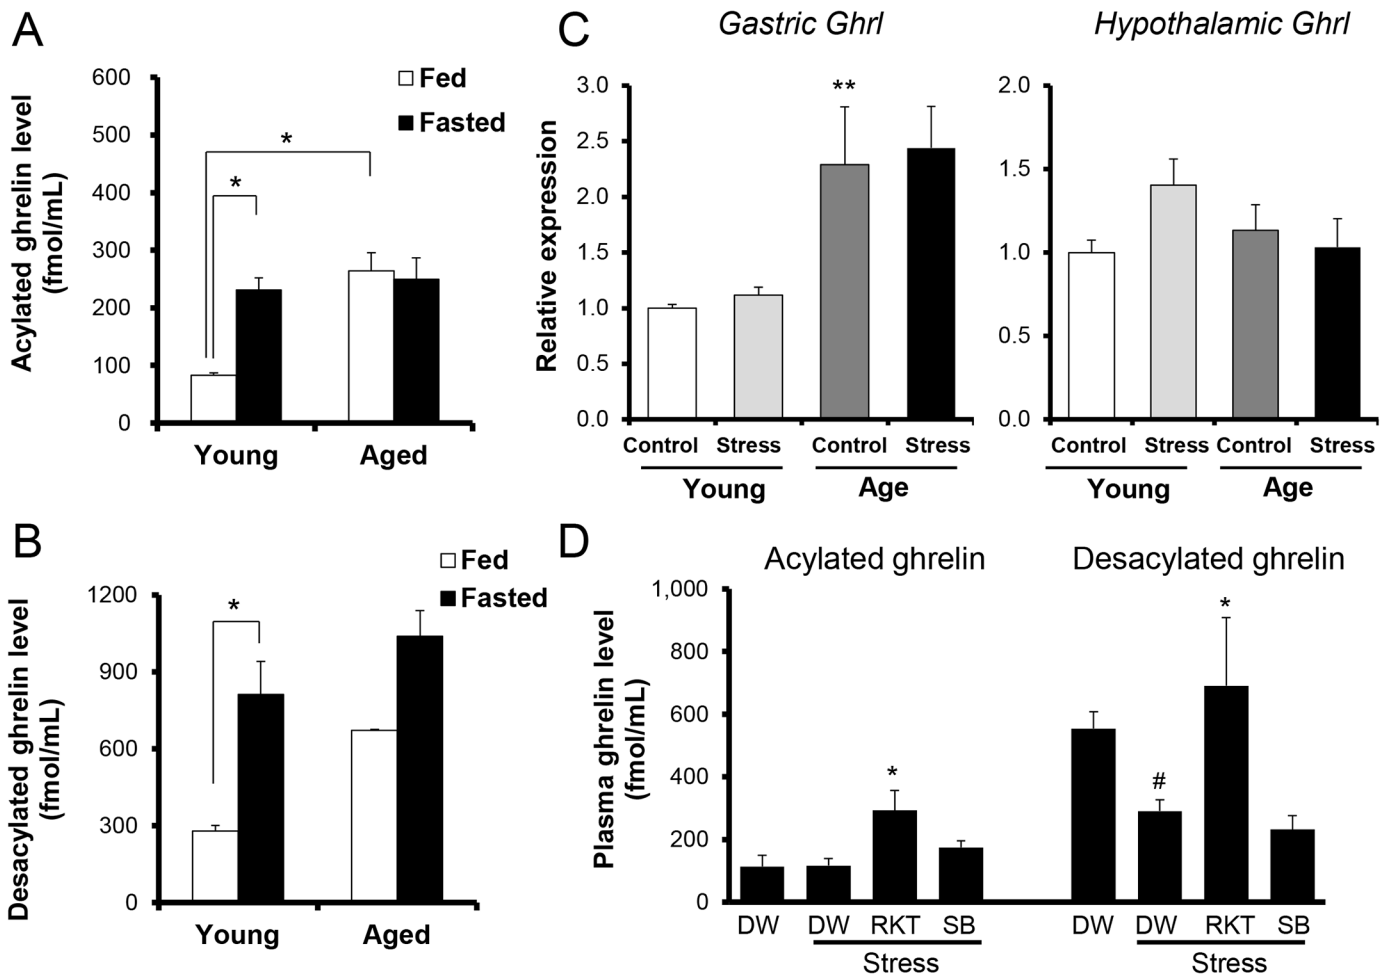 A
Acylated ghrelin level
(fmol/mL)
600
500
400
300
200
100
0
Fed
Fasted
*
*
Young Aged
B
Desacylated ghrelin level
(fmol/mL)
1200
900
600
300
0
Fed
Fasted
*
Young Aged
C
Gastric Ghrl
Relative expression
3.0
2.5
2.0
1.5
1.0
0.5
0.0
**
Control Stress Control Stress
Young Age
Hypothalamic Ghrl
2.0
1.5
1.0
0.5
0.0
Control Stress Control Stress
Young Age
D
Acylated ghrelin Desacylated ghrelin
Plasma ghrelin level
(fmol/mL)
1,000
800
600
400
200
0
*
#
*
DW DW RKT SB DW DW RKT SB
Stress Stress